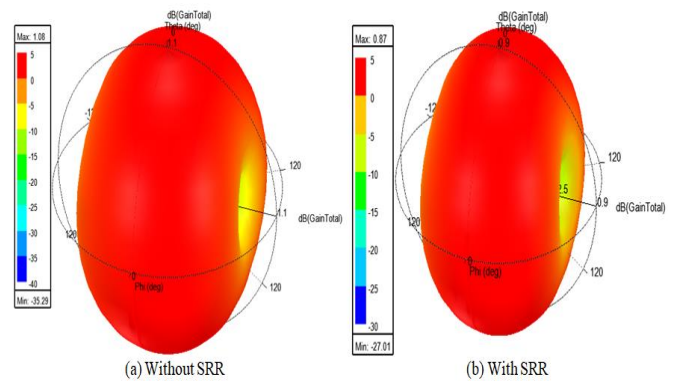 dB(GainTotal)
Theta (deg)
0
0.1
Max: 1.08
5
0
-5
-10
-15
-20
-25
-30
-35
-40
Min: -35.29
120
1.1
dB(GainTotal)
120
120
0
Phi (deg)
(a) Without SRR
dB(GainTotal)
Theta (deg)
0.9
Max: 0.87
5
0
-5
-10
-15
-20
-25
-30
Min: -27.01
120
2.5
0.9
dB(GainTotal)
120
120
Phi (deg)
(b) With SRR